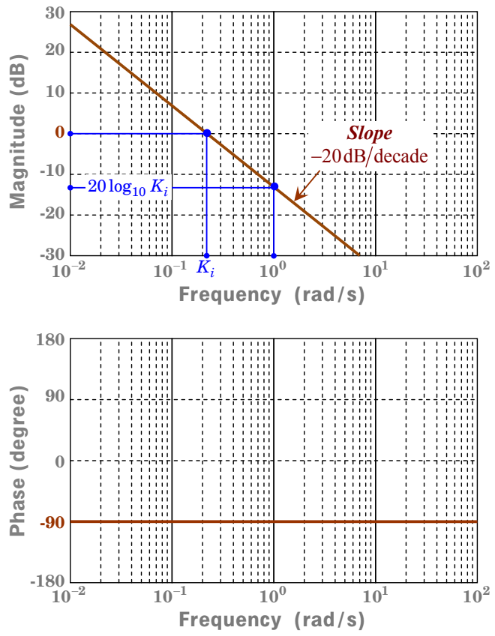 30
20
10
0
-10
-20
-30
Magnitude (dB)
Slope
−20 dB/decade
20 log₁₀ Kᵢ
Kᵢ
10⁻² 10⁻¹ 10⁰ 10¹ 10²
Frequency (rad/s)
180
90
0
-90
-180
Phase (degree)
10⁻² 10⁻¹ 10⁰ 10¹ 10²
Frequency (rad/s)